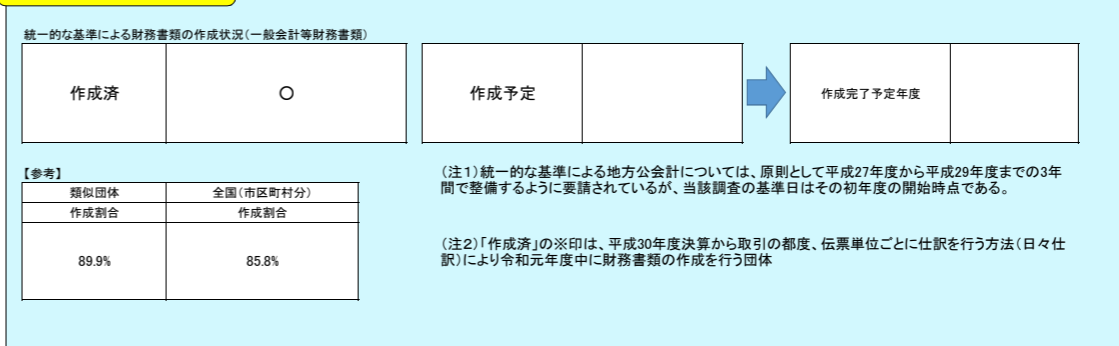 統一的な基準による財務書類の作成状況（一般会計等財務書類）
作成済
○
作成予定
作成完了予定年度
【参考】
類似団体
全国（市区町村分）
作成割合
作成割合
89.9%
85.8%
（注１）統一的な基準による地方公会計については、原則として平成27年度から平成29年度までの3年
間で整備するように要請されているが、当該調査の基準日はその初年度の開始時点である。
（注２）「作成済」の※印は、平成30年度決算から取引の都度、伝票単位ごとに仕訳を行う方法（日々仕
訳）により令和元年度中に財務書類の作成を行う団体